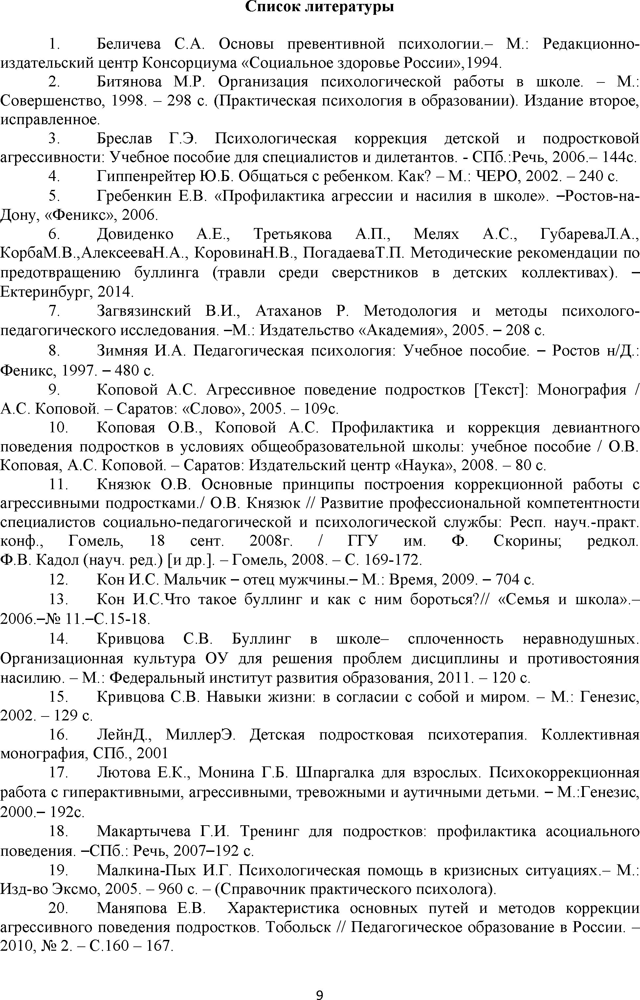 Список литературы
1. Беличева С.А. Основы превентивной психологии.– М.: Редакционно-
издательский центр Консорциума «Социальное здоровье России»,1994.
2. Битянова М.Р. Организация психологической работы в школе. – М.:
Совершенство, 1998. – 298 с. (Практическая психология в образовании). Издание второе,
исправленное.
3. Бреслав Г.Э. Психологическая коррекция детской и подростковой
агрессивности: Учебное пособие для специалистов и дилетантов. - СПб.:Речь, 2006.– 144с.
4. Гиппенрейтер Ю.Б. Общаться с ребенком. Как? – М.: ЧЕРО, 2002. – 240 с.
5. Гребенкин Е.В. «Профилактика агрессии и насилия в школе». –Ростов-на-
Дону, «Феникс», 2006.
6. Довиденко А.Е., Третьякова А.П., Мелях А.С., ГубареваЛ.А.,
КорбаМ.В.,АлексееваН.А., КоровинаН.В., ПогадаеваТ.П. Методические рекомендации по
предотвращению буллинга (травли среди сверстников в детских коллективах). –
Ектеринбург, 2014.
7. Загвязинский В.И., Атаханов Р. Методология и методы психолого-
педагогического исследования. –М.: Издательство «Академия», 2005. – 208 с.
8. Зимняя И.А. Педагогическая психология: Учебное пособие. – Ростов н/Д.:
Феникс, 1997. – 480 с.
9. Коповой А.С. Агрессивное поведение подростков [Текст]: Монография /
А.С. Коповой. – Саратов: «Слово», 2005. – 109с.
10. Коповая О.В., Коповой А.С. Профилактика и коррекция девиантного
поведения подростков в условиях общеобразовательной школы: учебное пособие / О.В.
Коповая, А.С. Коповой. – Саратов: Издательский центр «Наука», 2008. – 80 с.
11. Князюк О.В. Основные принципы построения коррекционной работы с
агрессивными подростками./ О.В. Князюк // Развитие профессиональной компетентности
специалистов социально-педагогической и психологической службы: Респ. науч.-практ.
конф., Гомель, 18 сент. 2008г. / ГГУ им. Ф. Скорины; редкол.
Ф.В. Кадол (науч. ред.) [и др.]. – Гомель, 2008. – С. 169-172.
12. Кон И.С. Мальчик – отец мужчины.– М.: Время, 2009. – 704 с.
13. Кон И.С.Что такое буллинг и как с ним бороться?// «Семья и школа».–
2006.–№ 11.–С.15-18.
14. Кривцова С.В. Буллинг в школе– сплоченность неравнодушных.
Организационная культура ОУ для решения проблем дисциплины и противостояния
насилию. – М.: Федеральный институт развития образования, 2011. – 120 с.
15. Кривцова С.В. Навыки жизни: в согласии с собой и миром. – М.: Генезис,
2002. – 129 с.
16. ЛейнД., МиллерЭ. Детская подростковая психотерапия. Коллективная
монография, СПб., 2001
17. Лютова Е.К., Монина Г.Б. Шпаргалка для взрослых. Психокоррекционная
работа с гиперактивными, агрессивными, тревожными и аутичными детьми. – М.:Генезис,
2000.– 192с.
18. Макартычева Г.И. Тренинг для подростков: профилактика асоциального
поведения. –СПб.: Речь, 2007–192 с.
19. Малкина-Пых И.Г. Психологическая помощь в кризисных ситуациях.– М.:
Изд-во Эксмо, 2005. – 960 с. – (Справочник практического психолога).
20. Маняпова Е.В. Характеристика основных путей и методов коррекции
агрессивного поведения подростков. Тобольск // Педагогическое образование в России. –
2010, № 2. – С.160 – 167.
9